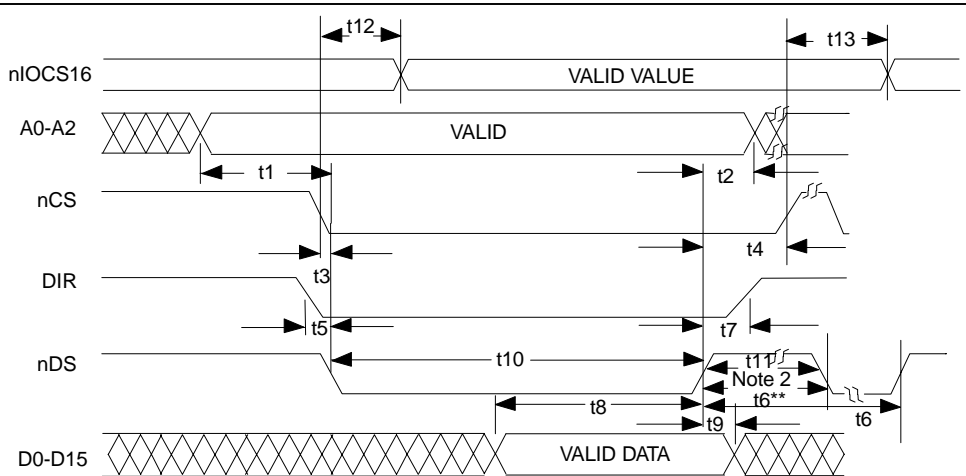 t12
t13
nIOCS16
VALID VALUE
A0-A2
VALID
t1
t2
nCS
t3
t4
DIR
t5
t7
nDS
t10
t11
Note 2
t6**
t6
t8
t9
D0-D15
VALID DATA